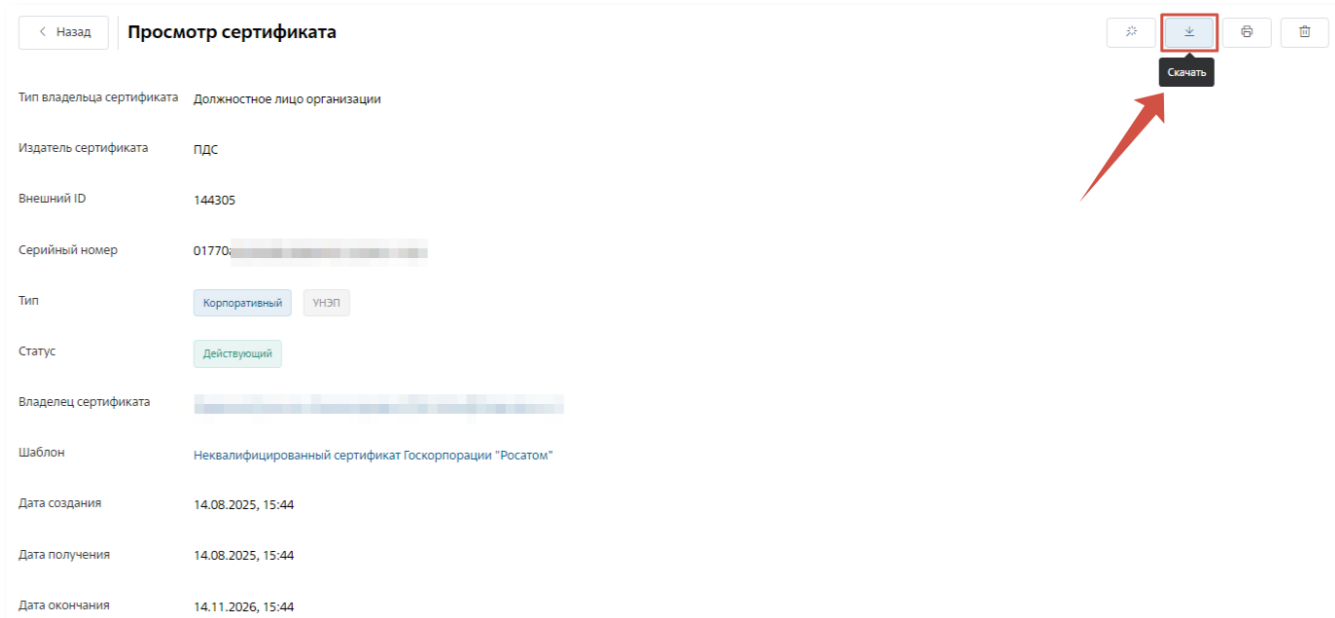 Назад
Просмотр сертификата
Скачать
Тип владельца сертификата Должностное лицо организации
Издатель сертификата ПДС
Внешний ID 144305
Серийный номер 01770
Тип Корпоративный УНЭП
Статус Действующий
Владелец сертификата
Шаблон Неквалифицированный сертификат Госкорпорации "Росатом"
Дата создания 14.08.2025, 15:44
Дата получения 14.08.2025, 15:44
Дата окончания 14.11.2026, 15:44